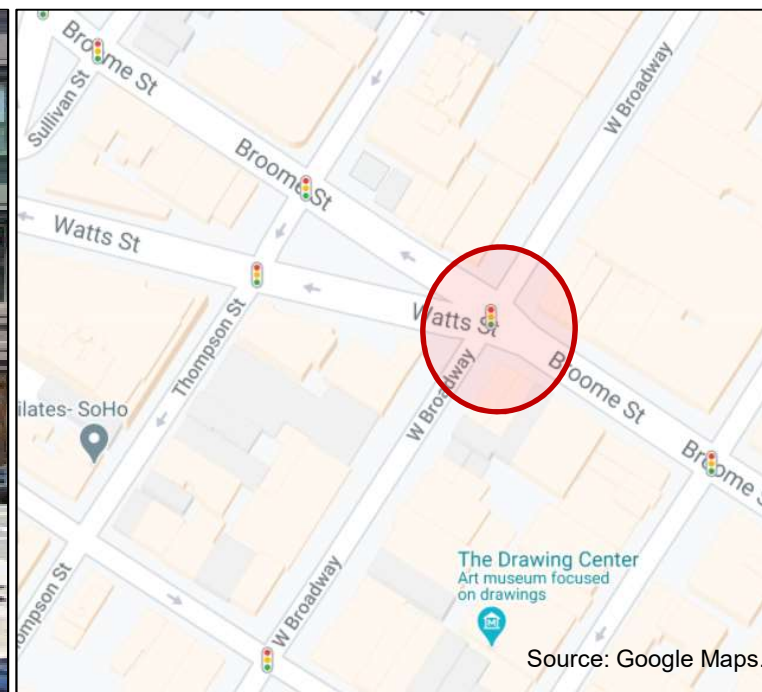 Broome St
Sullivan St
W Broadway
Broome St
Watts St
Watts St
Thompson St
Broome St
W Broadway
ilates- SoHo
Broome S
The Drawing Center
Art museum focused
on drawings
W Broadway
ompson St
Source: Google Maps.